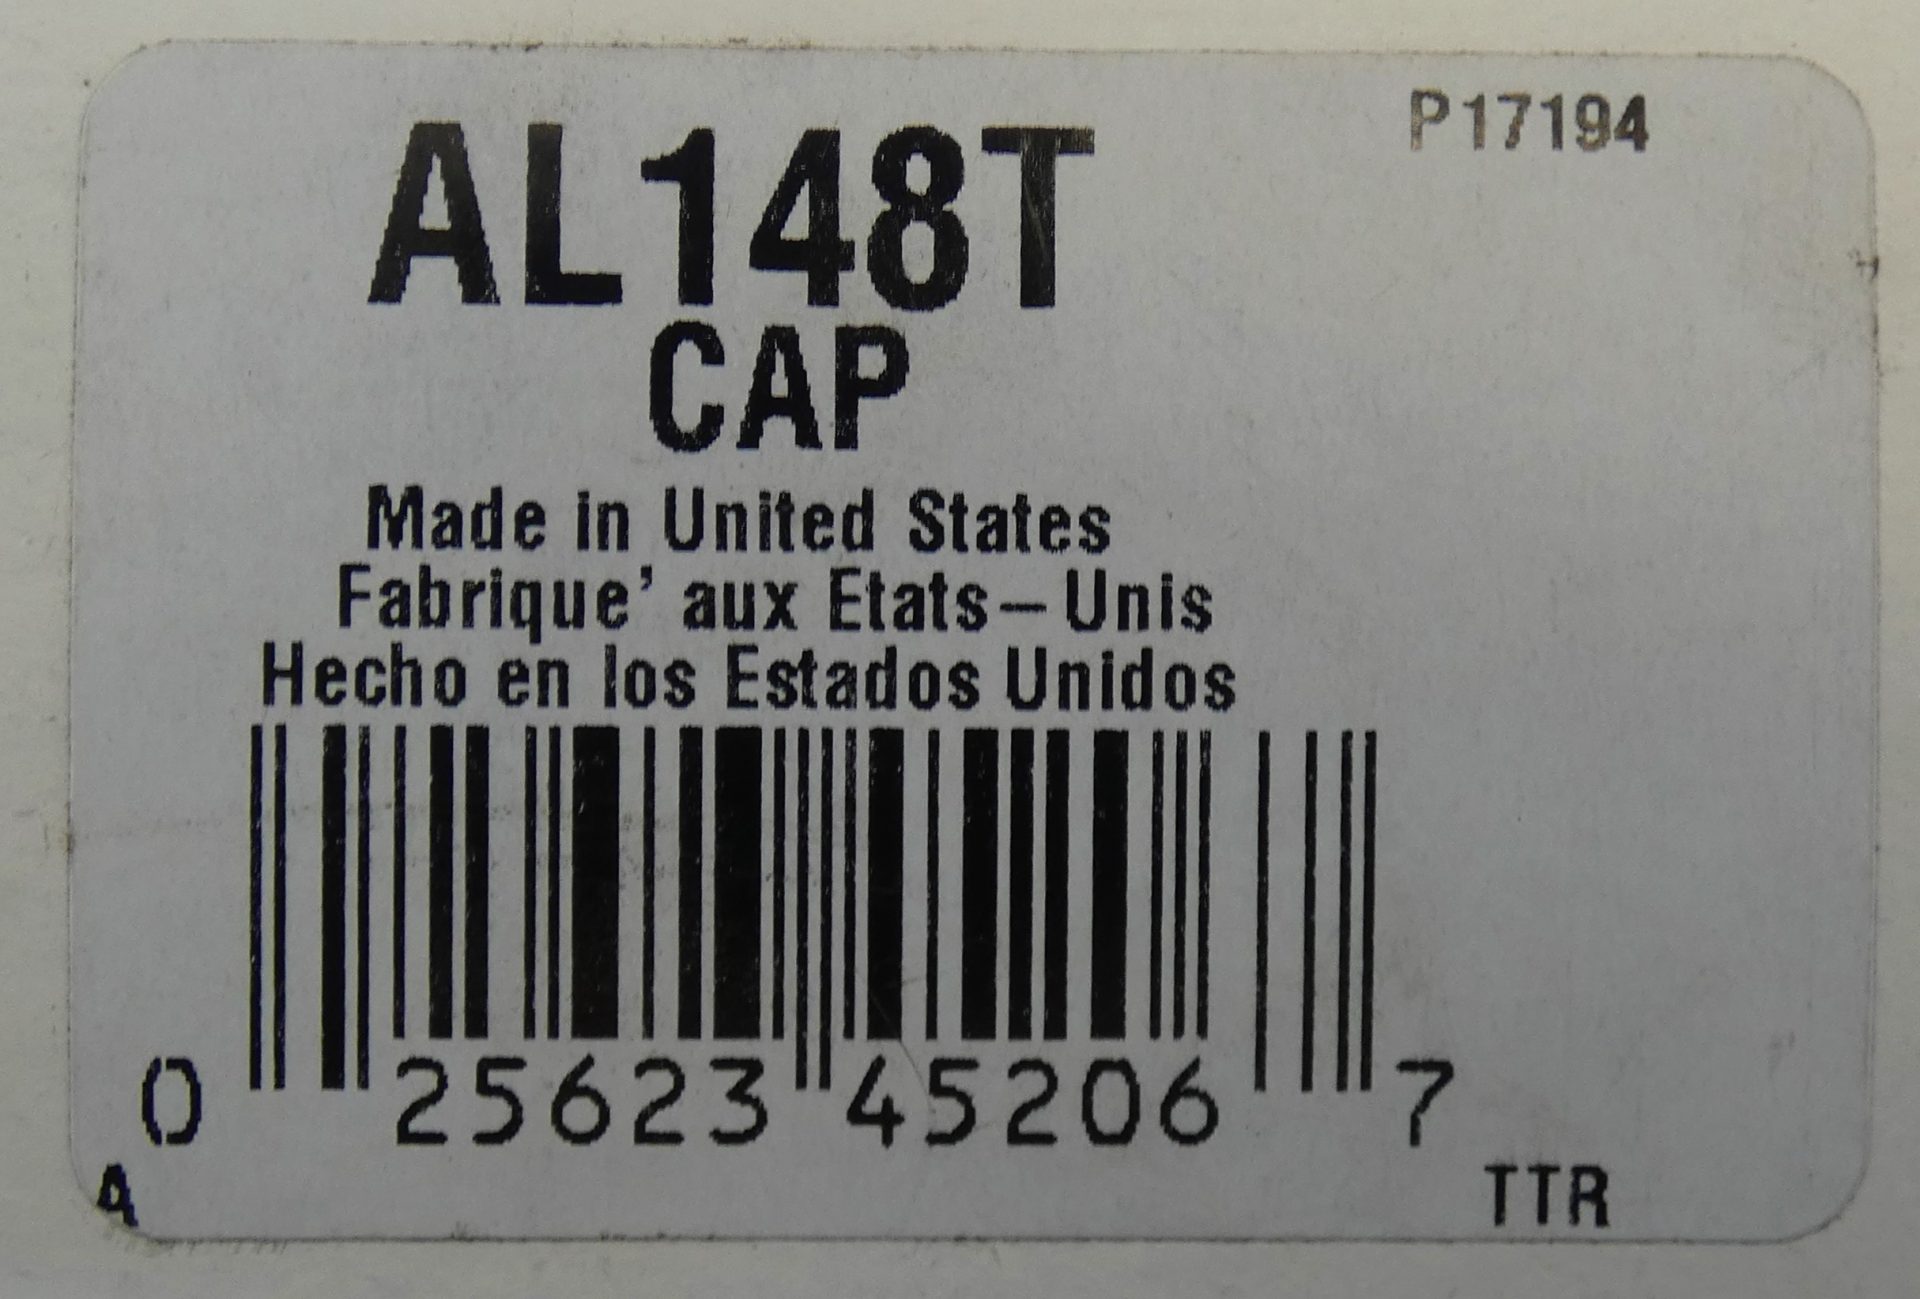 P17194
AL148T
CAP
Made in United States
Fabrique' aux Etats-Unis
Hecho en los Estados Unidos
0 25623 45206 7
A TTR